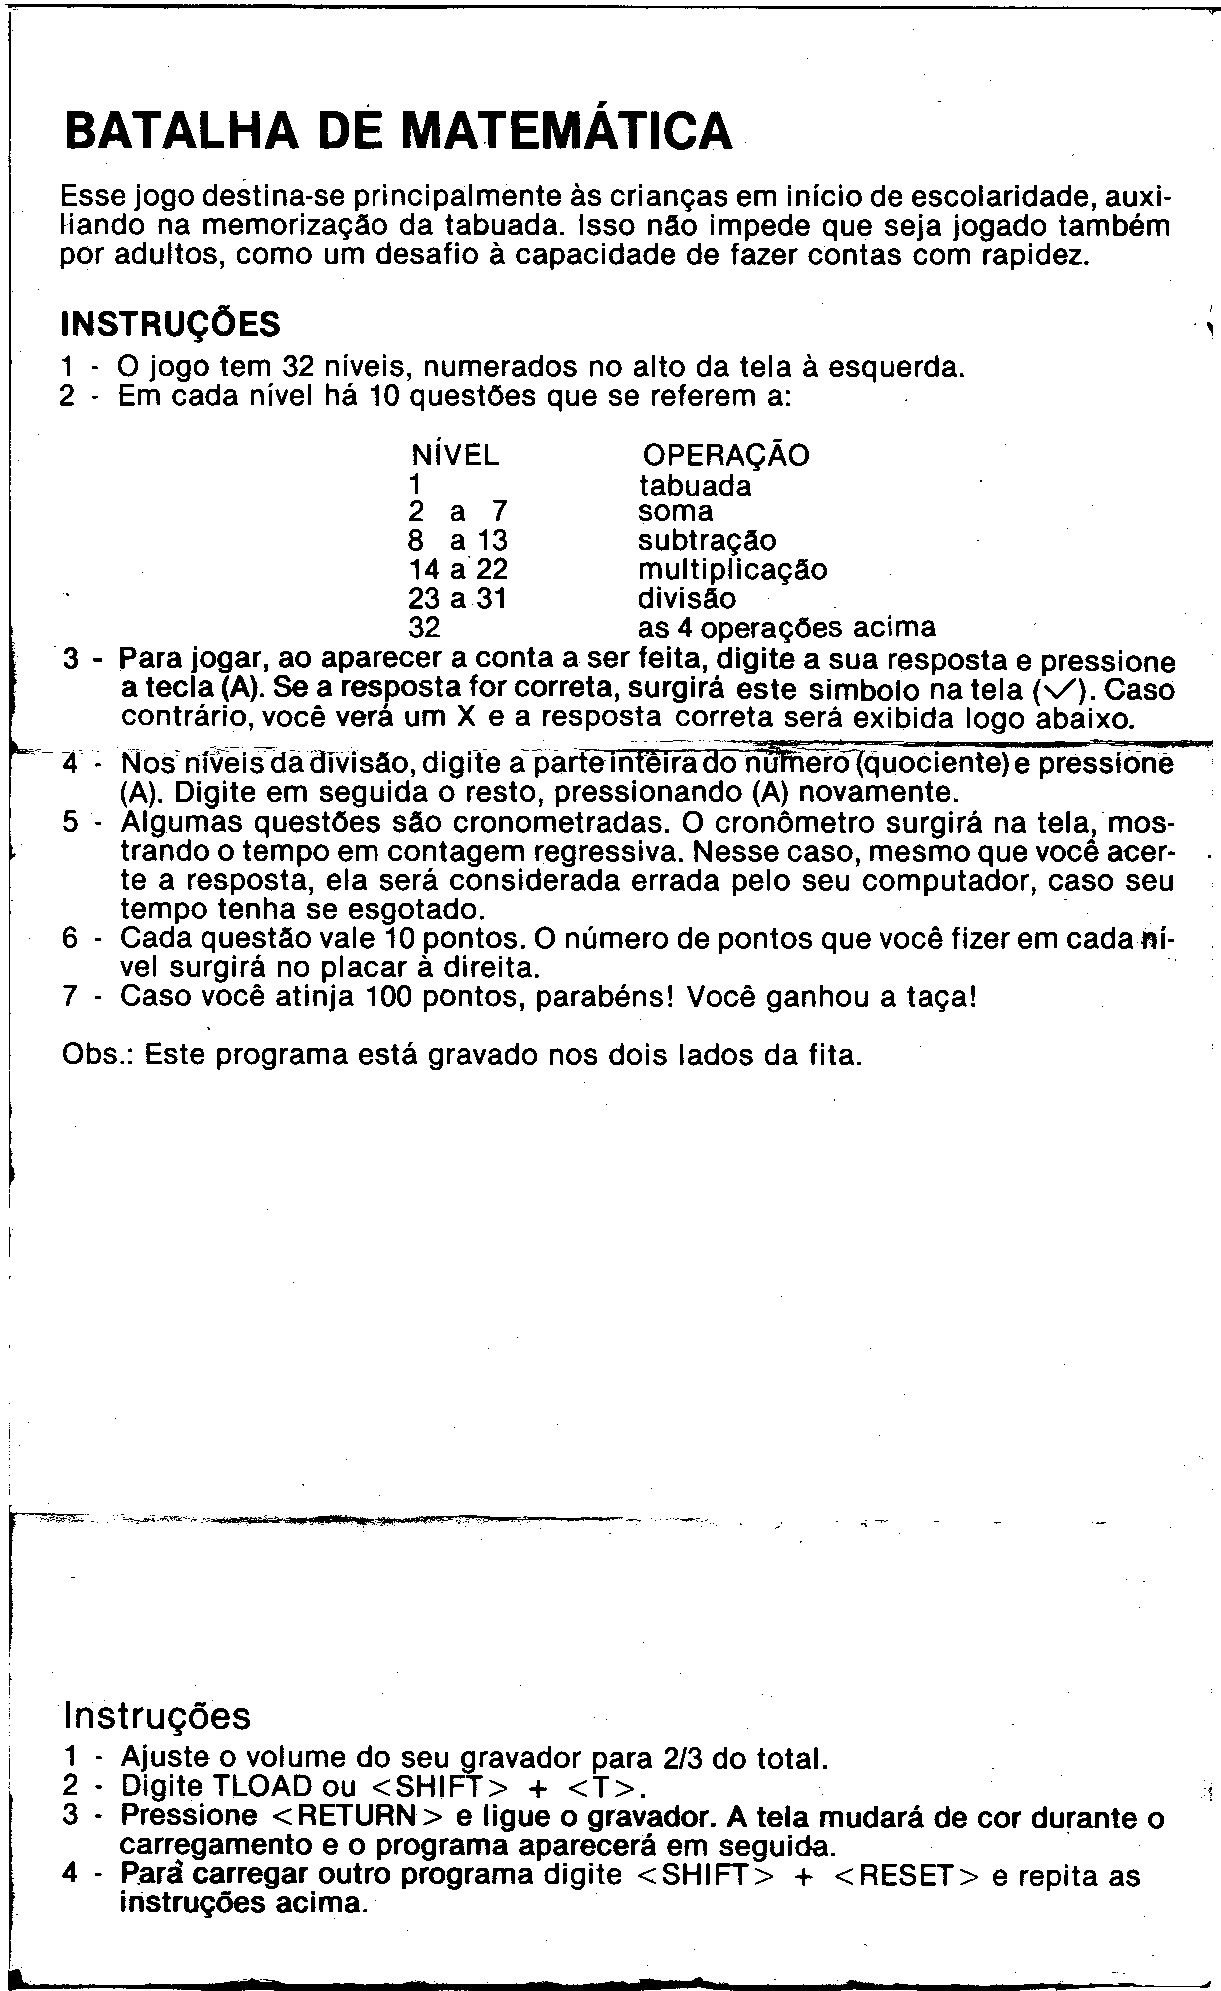 BATALHA DE MATEMÁTICA
Esse jogo destina-se principalmente às crianças em início de escolaridade, auxi-
liando na memorização da tabuada. Isso não impede que seja jogado também
por adultos, como um desafio à capacidade de fazer contas com rapidez.
INSTRUÇÕES
1 - O jogo tem 32 níveis, numerados no alto da tela à esquerda.
2 - Em cada nível há 10 questões que se referem a:
NÍVEL OPERAÇÃO
1 tabuada
2 a 7 soma
8 a 13 subtração
14 a 22 multiplicação
23 a 31 divisão
32 as 4 operações acima
3 - Para jogar, ao aparecer a conta a ser feita, digite a sua resposta e pressione
a tecla (A). Se a resposta for correta, surgirá este simbolo na tela (✓). Caso
contrário, você verá um X e a resposta correta será exibida logo abaixo.
4 - Nos níveis da divisão, digite a parte inteira do número (quociente) e pressione
(A). Digite em seguida o resto, pressionando (A) novamente.
5 - Algumas questões são cronometradas. O cronômetro surgirá na tela, mos-
trando o tempo em contagem regressiva. Nesse caso, mesmo que você acer-
te a resposta, ela será considerada errada pelo seu computador, caso seu
tempo tenha se esgotado.
6 - Cada questão vale 10 pontos. O número de pontos que você fizer em cada ní-
vel surgirá no placar à direita.
7 - Caso você atinja 100 pontos, parabéns! Você ganhou a taça!
Obs.: Este programa está gravado nos dois lados da fita.
Instruções
1 - Ajuste o volume do seu gravador para 2/3 do total.
2 - Digite TLOAD ou <SHIFT> + <T>.
3 - Pressione <RETURN> e ligue o gravador. A tela mudará de cor durante o
carregamento e o programa aparecerá em seguida.
4 - Para carregar outro programa digite <SHIFT> + <RESET> e repita as
instruções acima.